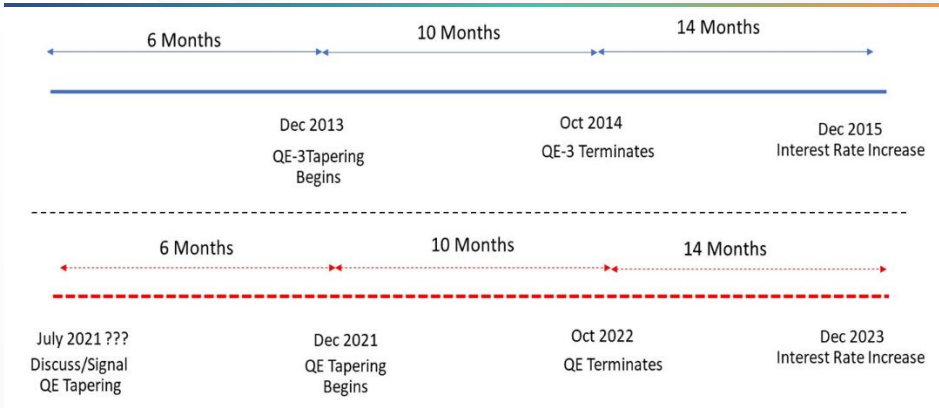 6 Months
10 Months
14 Months
Dec 2013
QE-3Tapering
Begins
Oct 2014
QE-3 Terminates
Dec 2015
Interest Rate Increase
6 Months
10 Months
14 Months
July 2021 ???
Discuss/Signal
QE Tapering
Dec 2021
QE Tapering
Begins
Oct 2022
QE Terminates
Dec 2023
Interest Rate Increase